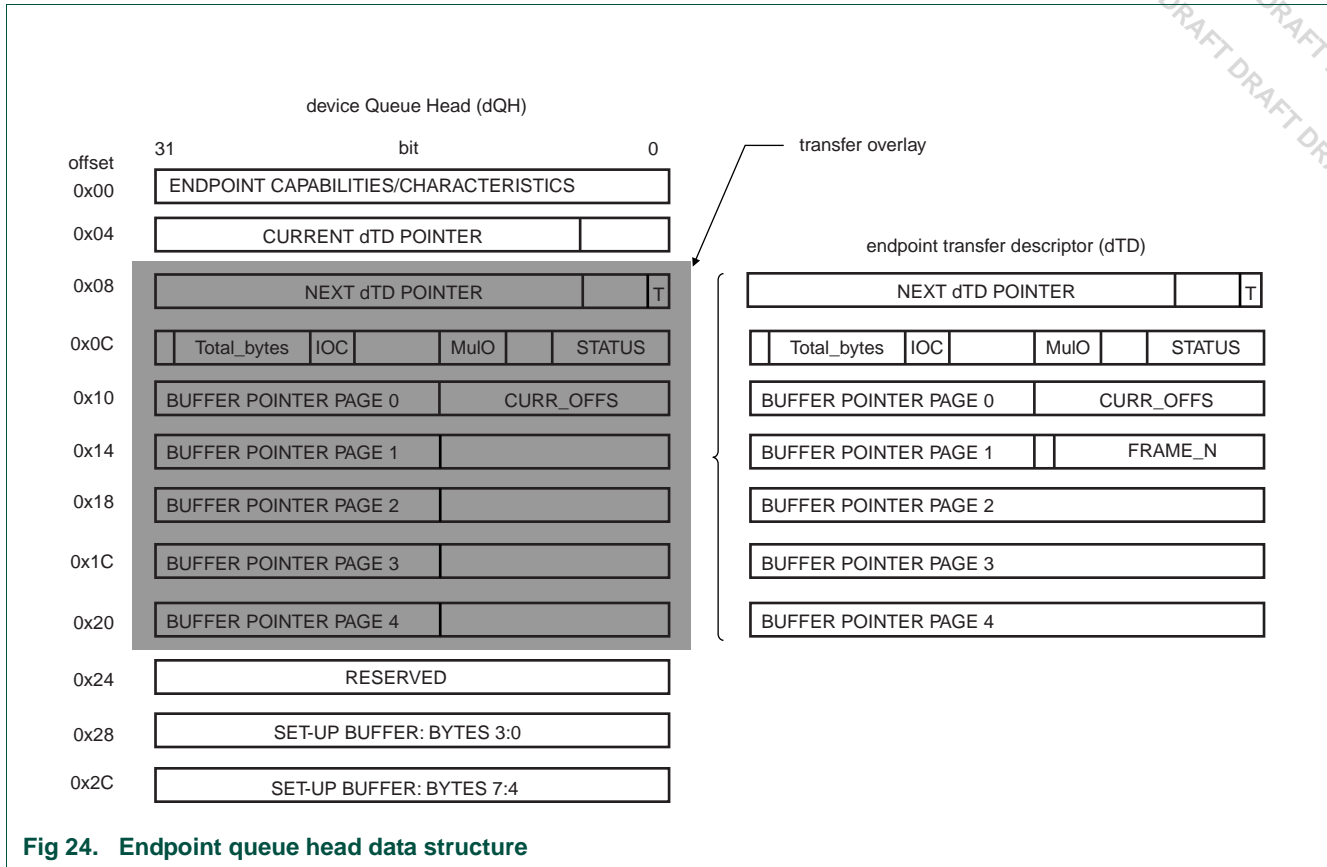 DRAFT DRAFT DRA
DRAFT
device Queue Head (dQH)
31 bit 0
transfer overlay
offset
0x00 ENDPOINT CAPABILITIES/CHARACTERISTICS
0x04 CURRENT dTD POINTER
endpoint transfer descriptor (dTD)
0x08 NEXT dTD POINTER T NEXT dTD POINTER T
0x0C Total_bytes IOC MulO STATUS Total_bytes IOC MulO STATUS
0x10 BUFFER POINTER PAGE 0 CURR_OFFS BUFFER POINTER PAGE 0 CURR_OFFS
0x14 BUFFER POINTER PAGE 1 BUFFER POINTER PAGE 1 FRAME_N
0x18 BUFFER POINTER PAGE 2 BUFFER POINTER PAGE 2
0x1C BUFFER POINTER PAGE 3 BUFFER POINTER PAGE 3
0x20 BUFFER POINTER PAGE 4 BUFFER POINTER PAGE 4
0x24 RESERVED
0x28 SET-UP BUFFER: BYTES 3:0
0x2C SET-UP BUFFER: BYTES 7:4
Fig 24. Endpoint queue head data structure